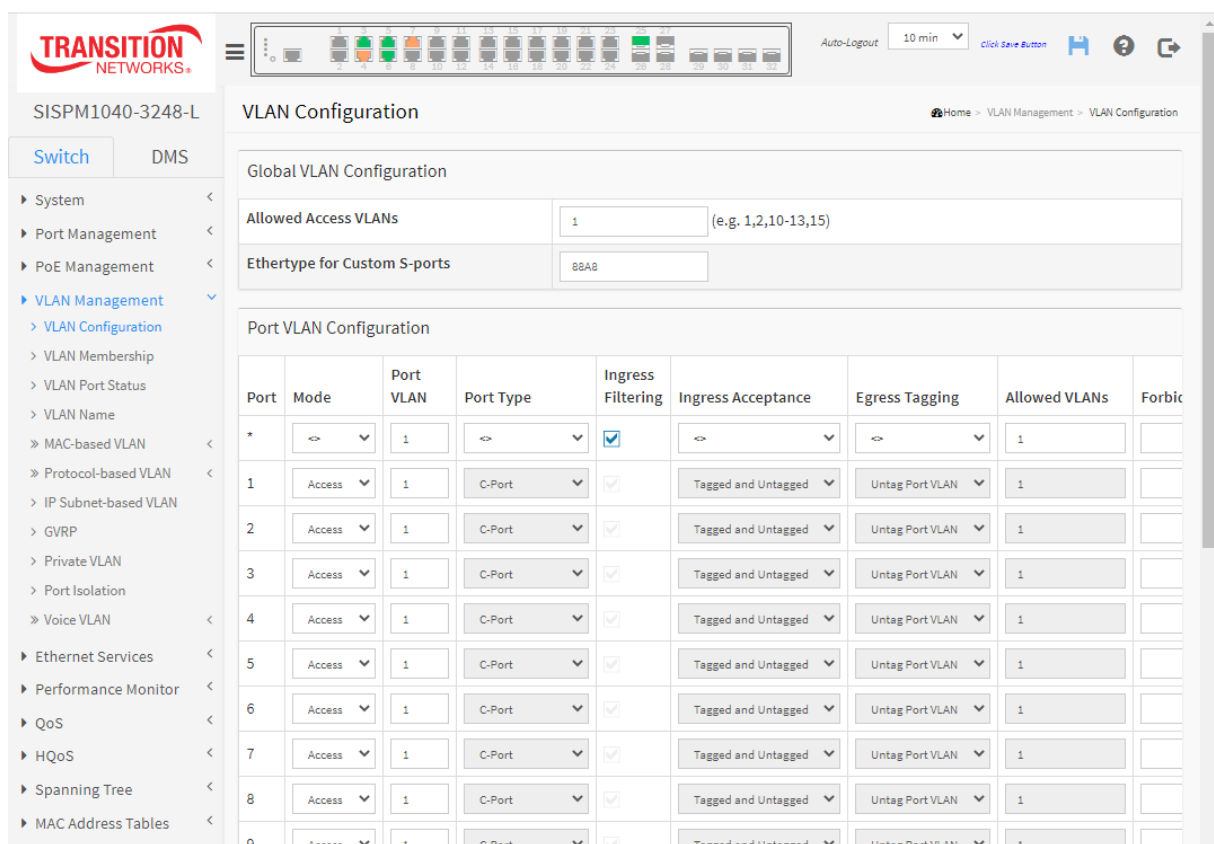 TRANSITION
NETWORKS®
1 3 5 7 9 11 13 15 17 19 21 23 25 27
2 4 6 8 10 12 14 16 18 20 22 24 26 28 29 30 31 32
Auto-Logout 10 min Click Save Button
SISPM1040-3248-L
VLAN Configuration
Home > VLAN Management > VLAN Configuration
Switch DMS
System
Port Management
PoE Management
VLAN Management
> VLAN Configuration
> VLAN Membership
> VLAN Port Status
> VLAN Name
» MAC-based VLAN
» Protocol-based VLAN
> IP Subnet-based VLAN
> GVRP
> Private VLAN
> Port Isolation
» Voice VLAN
Ethernet Services
Performance Monitor
QoS
HQoS
Spanning Tree
MAC Address Tables
Global VLAN Configuration
Allowed Access VLANs 1 (e.g. 1,2,10-13,15)
Ethertype for Custom S-ports 88A8
Port VLAN Configuration
Port Mode Port VLAN Port Type Ingress Filtering Ingress Acceptance Egress Tagging Allowed VLANs Forbid
* <> 1 <> <> <> 1
1 Access 1 C-Port Tagged and Untagged Untag Port VLAN 1
2 Access 1 C-Port Tagged and Untagged Untag Port VLAN 1
3 Access 1 C-Port Tagged and Untagged Untag Port VLAN 1
4 Access 1 C-Port Tagged and Untagged Untag Port VLAN 1
5 Access 1 C-Port Tagged and Untagged Untag Port VLAN 1
6 Access 1 C-Port Tagged and Untagged Untag Port VLAN 1
7 Access 1 C-Port Tagged and Untagged Untag Port VLAN 1
8 Access 1 C-Port Tagged and Untagged Untag Port VLAN 1